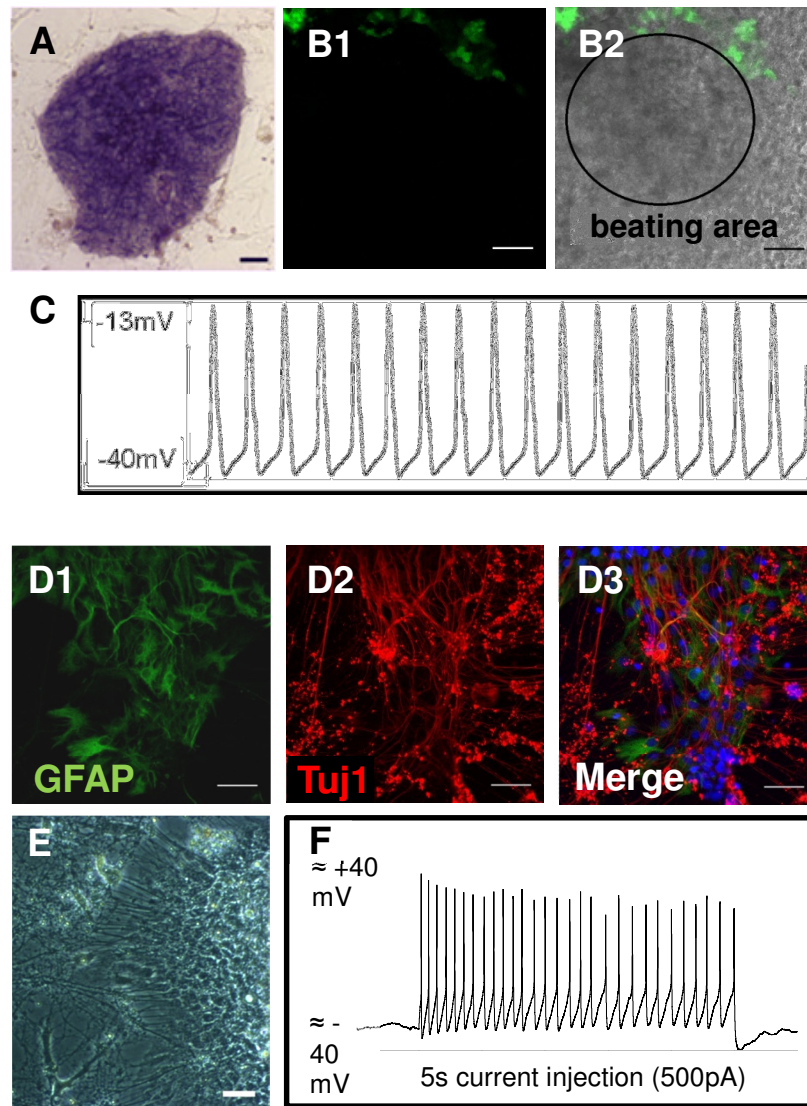 A
B1
B2
beating area
C
-13mV
-40mV
D1
D2
D3
GFAP
Tuj1
Merge
E
F
≈ +40
mV
≈ -
40
mV
5s current injection (500pA)